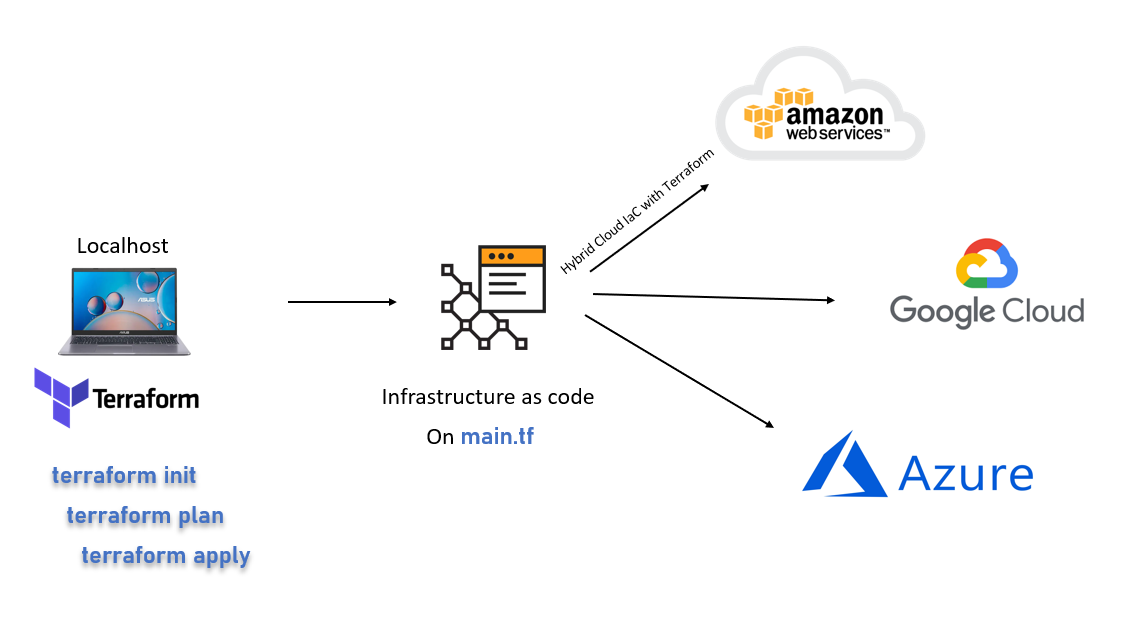 Localhost
ASUS
Terraform
terraform init
terraform plan
terraform apply
Infrastructure as code
On main.tf
Hybrid Cloud IaC with Terraform
amazon
web services™
Google Cloud
Azure